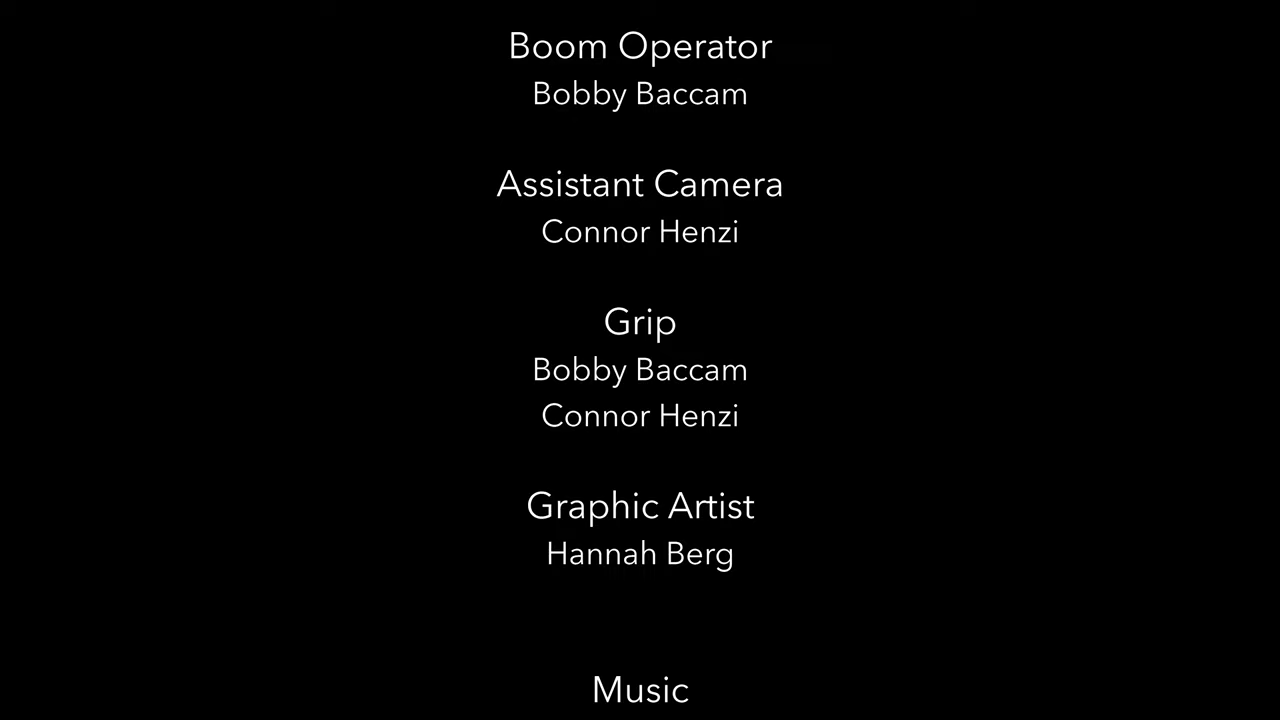 Boom Operator
Bobby Baccam
Assistant Camera
Connor Henzi
Grip
Bobby Baccam
Connor Henzi
Graphic Artist
Hannah Berg
Music